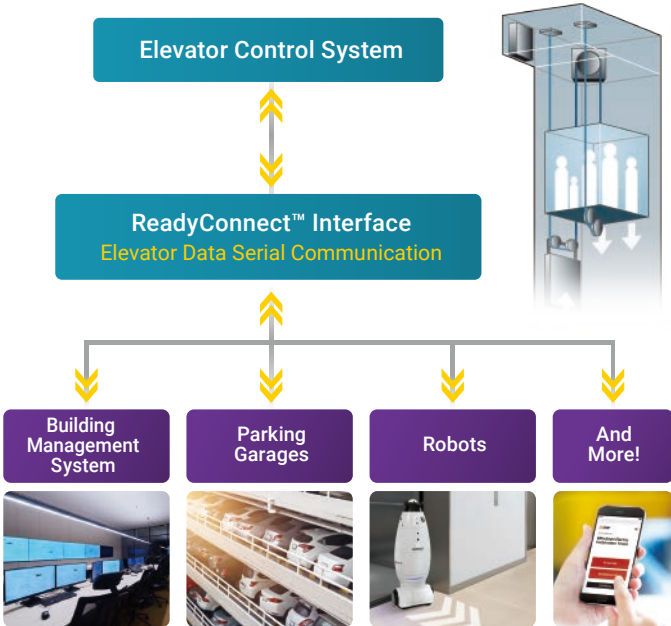 Elevator Control System
ReadyConnect™ Interface
Elevator Data Serial Communication
Building
Management
System
Parking
Garages
Robots
And
More!